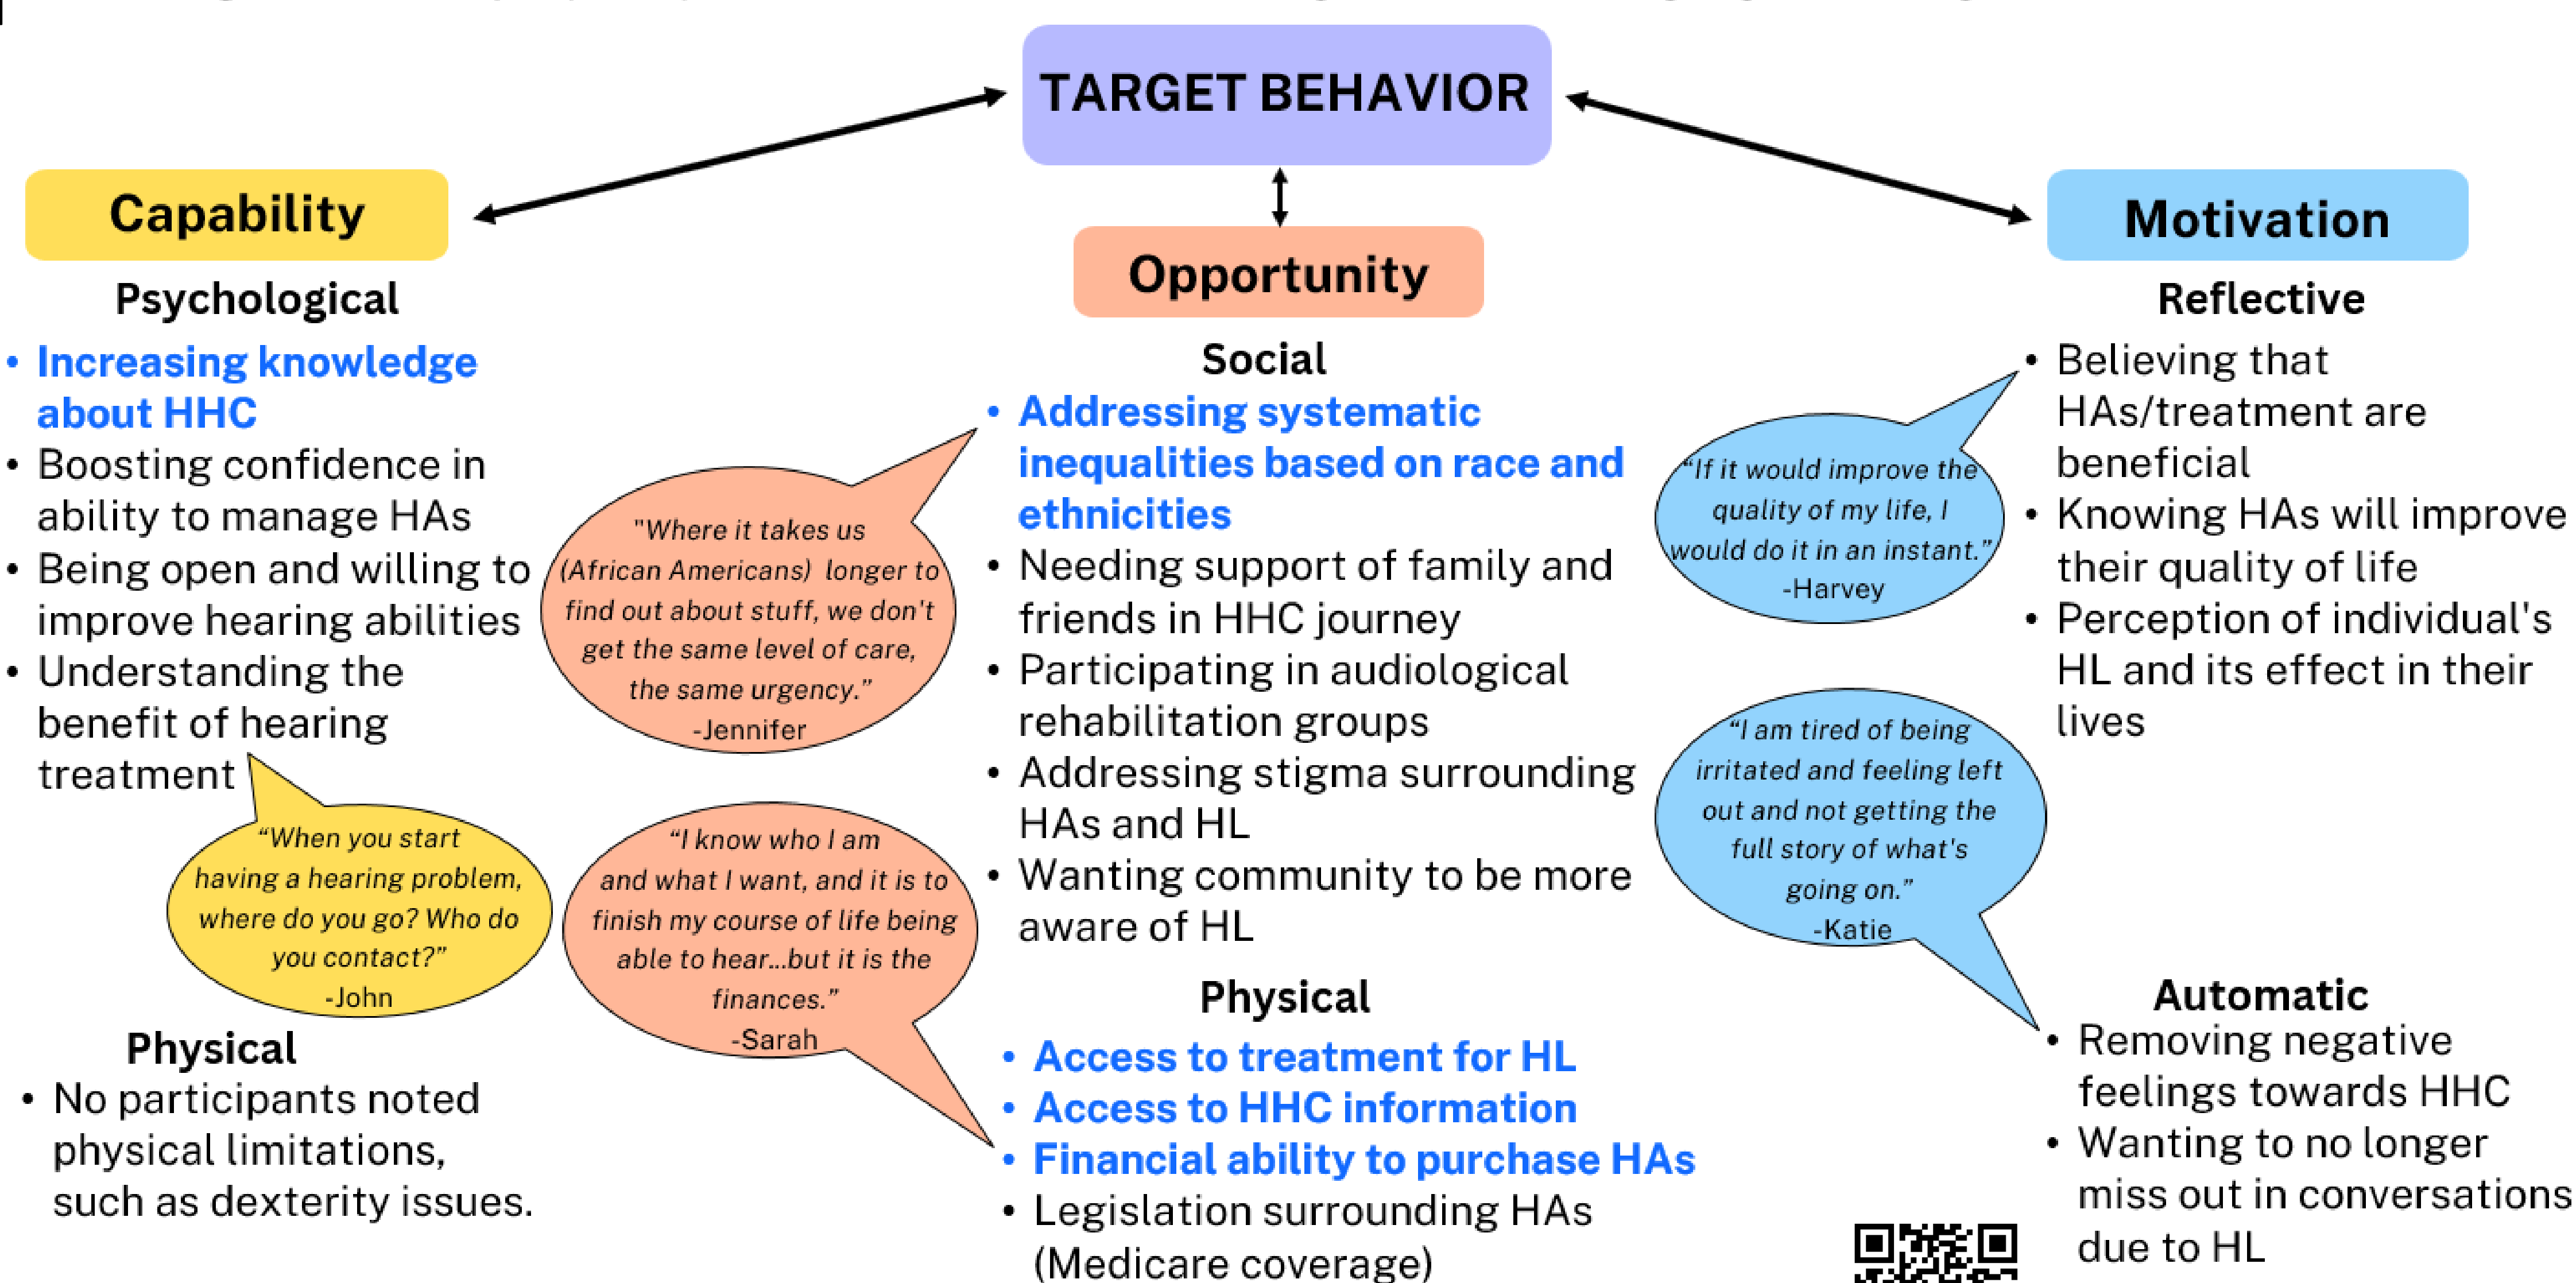 TARGET BEHAVIOR
Capability
Psychological
• Increasing knowledge
about HHC
• Boosting confidence in
ability to manage HAs
• Being open and willing to
improve hearing abilities
• Understanding the
benefit of hearing
treatment
“When you start
having a hearing problem,
where do you go? Who do
you contact?”
-John
Physical
• No participants noted
physical limitations,
such as dexterity issues.
"Where it takes us
(African Americans) longer to
find out about stuff, we don't
get the same level of care,
the same urgency.”
-Jennifer
“I know who I am
and what I want, and it is to
finish my course of life being
able to hear...but it is the
finances.”
-Sarah
Opportunity
Social
• Addressing systematic
inequalities based on race and
ethnicities
• Needing support of family and
friends in HHC journey
• Participating in audiological
rehabilitation groups
• Addressing stigma surrounding
HAs and HL
• Wanting community to be more
aware of HL
Physical
• Access to treatment for HL
• Access to HHC information
• Financial ability to purchase HAs
• Legislation surrounding HAs
(Medicare coverage)
“If it would improve the
quality of my life, I
would do it in an instant.”
-Harvey
“I am tired of being
irritated and feeling left
out and not getting the
full story of what's
going on.”
-Katie
Motivation
Reflective
• Believing that
HAs/treatment are
beneficial
• Knowing HAs will improve
their quality of life
• Perception of individual's
HL and its effect in their
lives
Automatic
• Removing negative
feelings towards HHC
• Wanting to no longer
miss out in conversations
due to HL